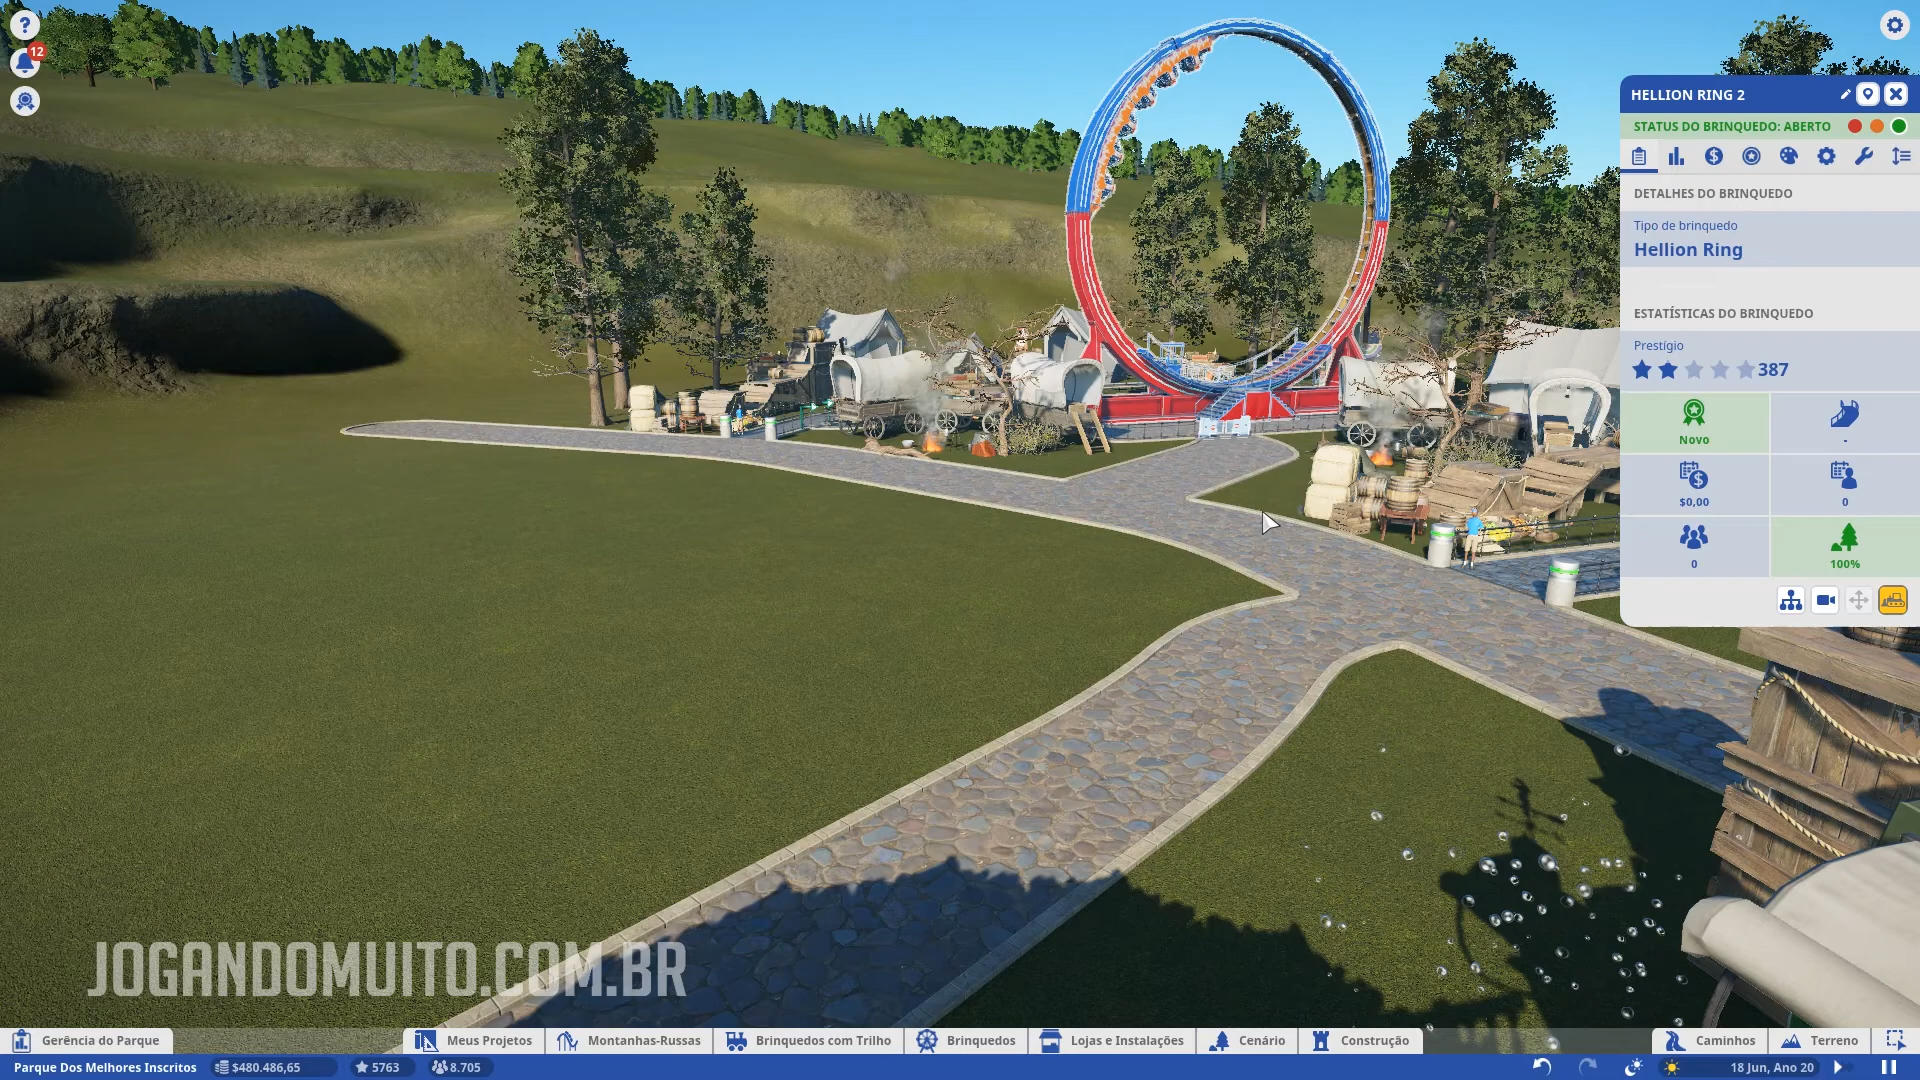 ?
12
HELLION RING 2
STATUS DO BRINQUEDO: ABERTO
DETALHES DO BRINQUEDO
Tipo de brinquedo
Hellion Ring
ESTATÍSTICAS DO BRINQUEDO
Prestígio
387
Novo
-
$0,00
0
0
100%
JOGANDOMUITO.COM.BR
Gerência do Parque
Meus Projetos
Montanhas-Russas
Brinquedos com Trilho
Brinquedos
Lojas e Instalações
Cenário
Construção
Caminhos
Terreno
Parque Dos Melhores Inscritos
$480.486,65
5763
8.705
18 Jun, Ano 20